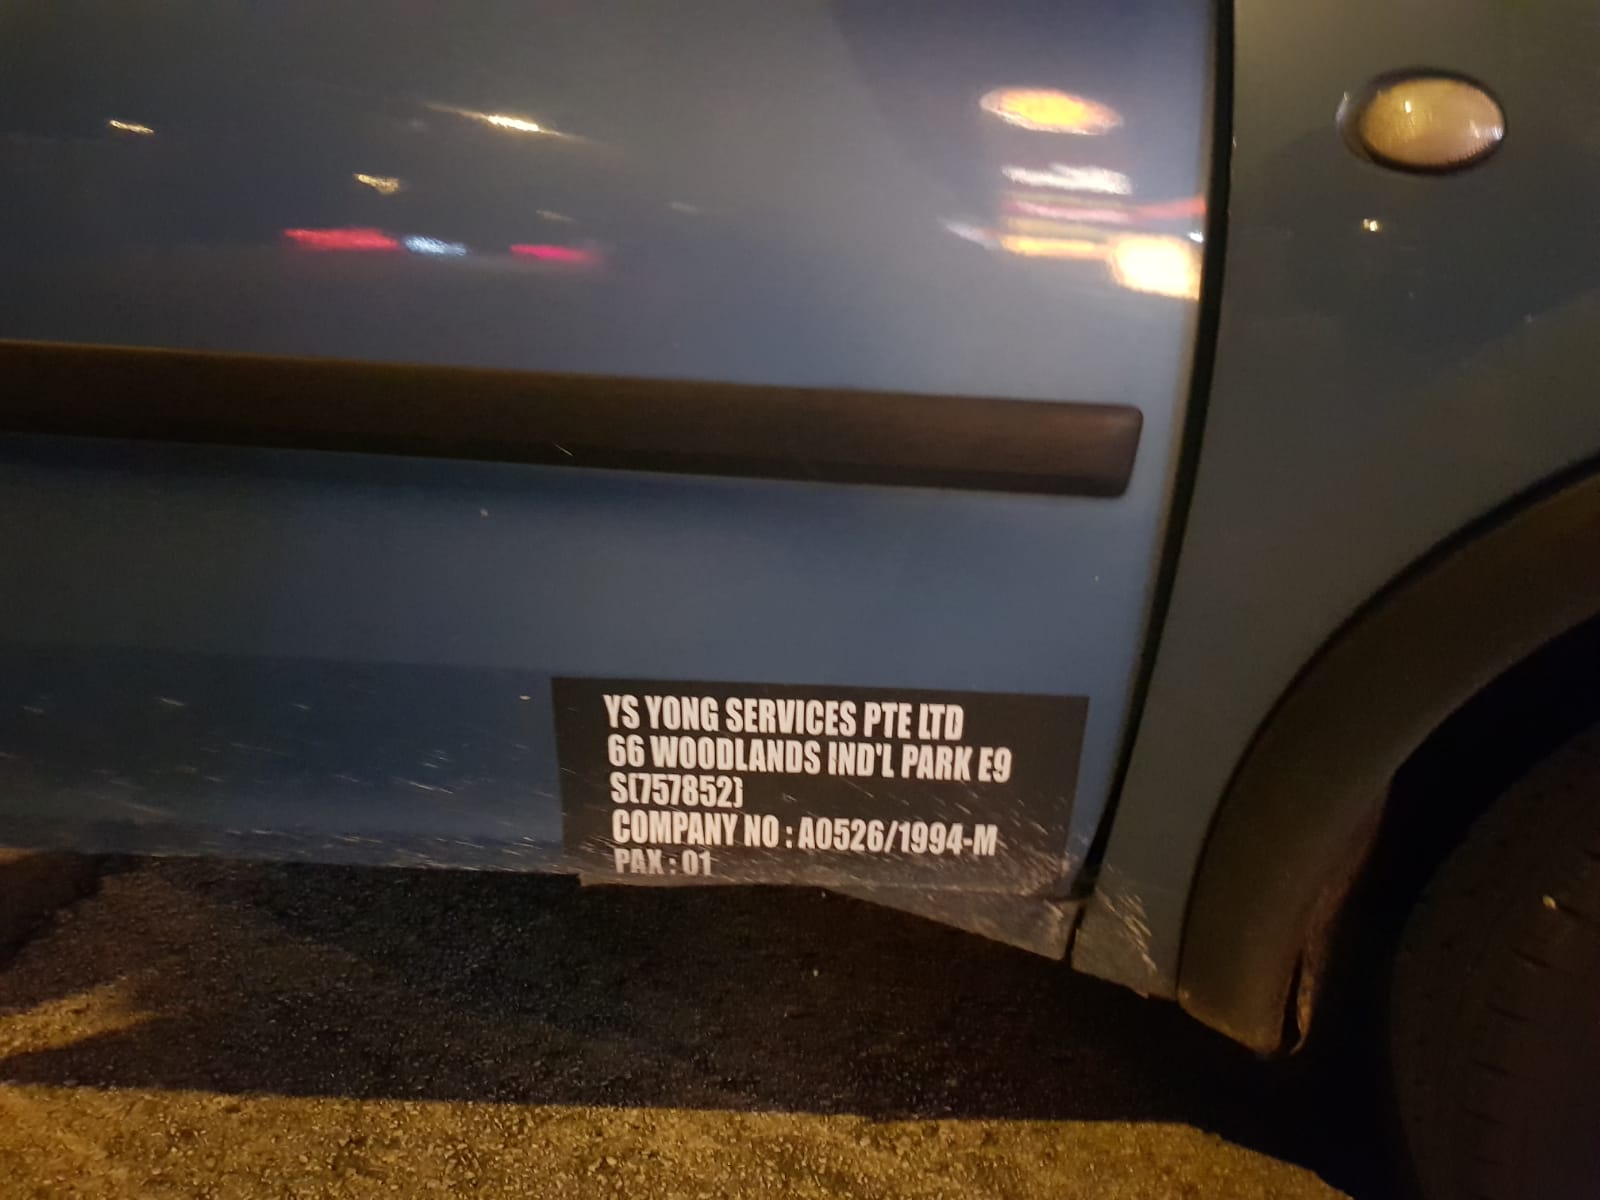 YS YONG SERVICES PTE LTD
66 WOODLANDS IND'L PARK E9
S(757852)
COMPANY NO : A0526/1994-M
PAX : 01